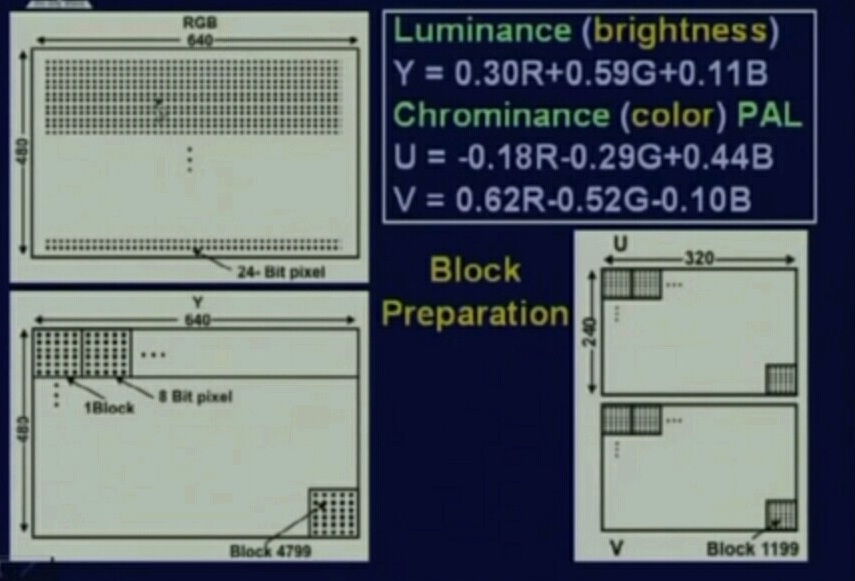 RGB
640
480
24- Bit pixel
Luminance (brightness)
Y = 0.30R+0.59G+0.11B
Chrominance (color) PAL
U = -0.18R-0.29G+0.44B
V = 0.62R-0.52G-0.10B
Block
Preparation
Y
640
480
1Block
8 Bit pixel
Block 4799
U
320
240
V
Block 1199